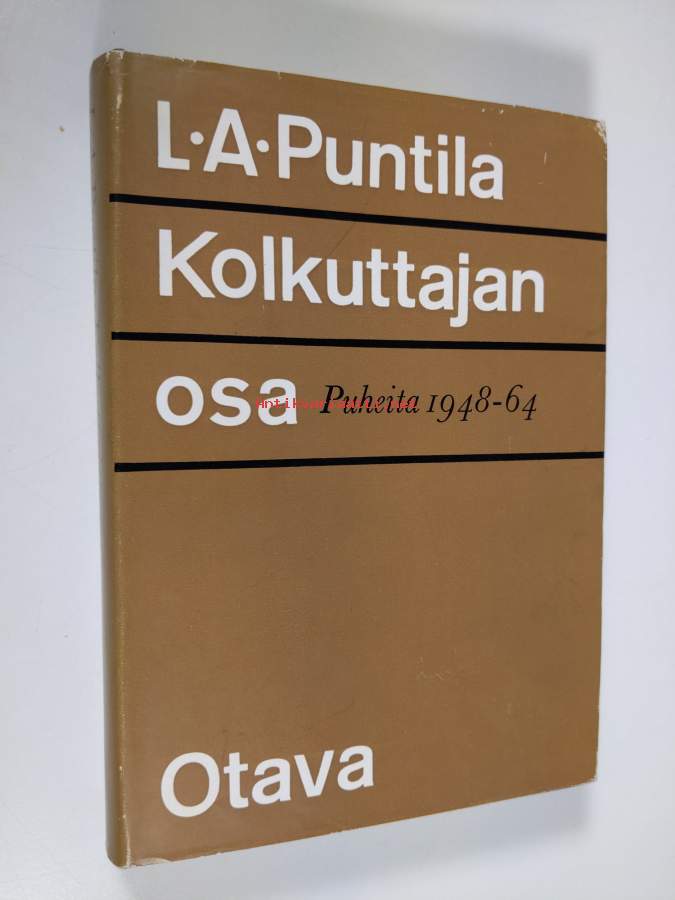 L·A·Puntila
Kolkuttajan
osa Puheita 1948-64
Otava